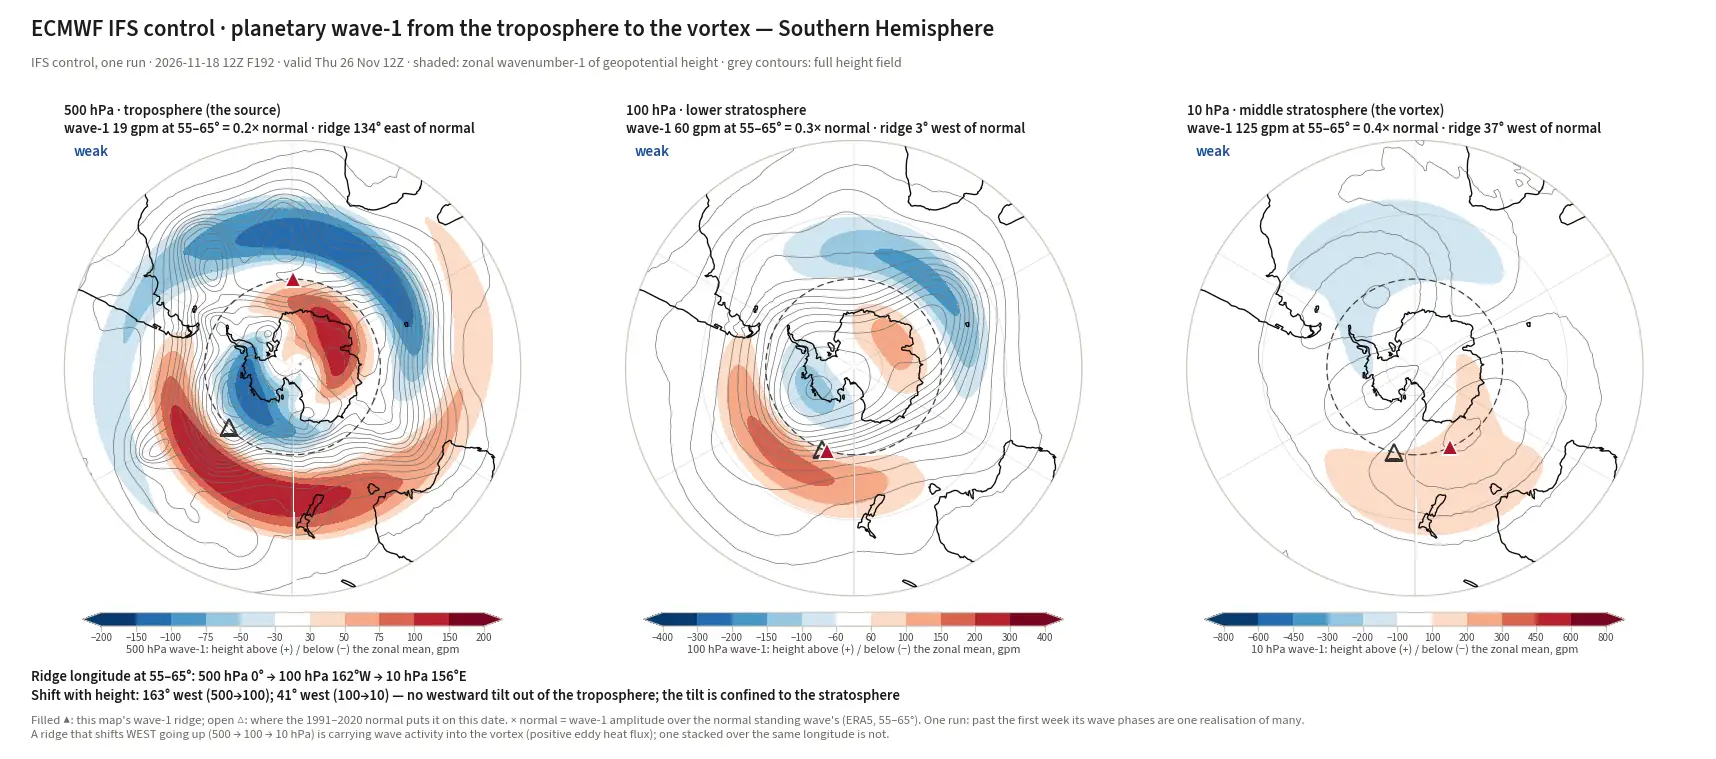 ECMWF IFS control · planetary wave-1 from the troposphere to the vortex — Southern Hemisphere
IFS control, one run · 2026-11-18 12Z F192 · valid Thu 26 Nov 12Z · shaded: zonal wavenumber-1 of geopotential height · grey contours: full height field
500 hPa · troposphere (the source)
wave-1 19 gpm at 55–65° = 0.2× normal · ridge 134° east of normal
weak
100 hPa · lower stratosphere
wave-1 60 gpm at 55–65° = 0.3× normal · ridge 3° west of normal
weak
10 hPa · middle stratosphere (the vortex)
wave-1 125 gpm at 55–65° = 0.4× normal · ridge 37° west of normal
weak
−200 −150 −100 −75 −50 −30 30 50 75 100 150 200
500 hPa wave-1: height above (+) / below (−) the zonal mean, gpm
−400 −300 −200 −150 −100 −60 60 100 150 200 300 400
100 hPa wave-1: height above (+) / below (−) the zonal mean, gpm
−800 −600 −450 −300 −200 −100 100 200 300 450 600 800
10 hPa wave-1: height above (+) / below (−) the zonal mean, gpm
Ridge longitude at 55–65°: 500 hPa 0° → 100 hPa 162°W → 10 hPa 156°E
Shift with height: 163° west (500→100); 41° west (100→10) — no westward tilt out of the troposphere; the tilt is confined to the stratosphere
Filled ▲: this map's wave-1 ridge; open △: where the 1991–2020 normal puts it on this date. × normal = wave-1 amplitude over the normal standing wave's (ERA5, 55–65°). One run: past the first week its wave phases are one realisation of many.
A ridge that shifts WEST going up (500 → 100 → 10 hPa) is carrying wave activity into the vortex (positive eddy heat flux); one stacked over the same longitude is not.